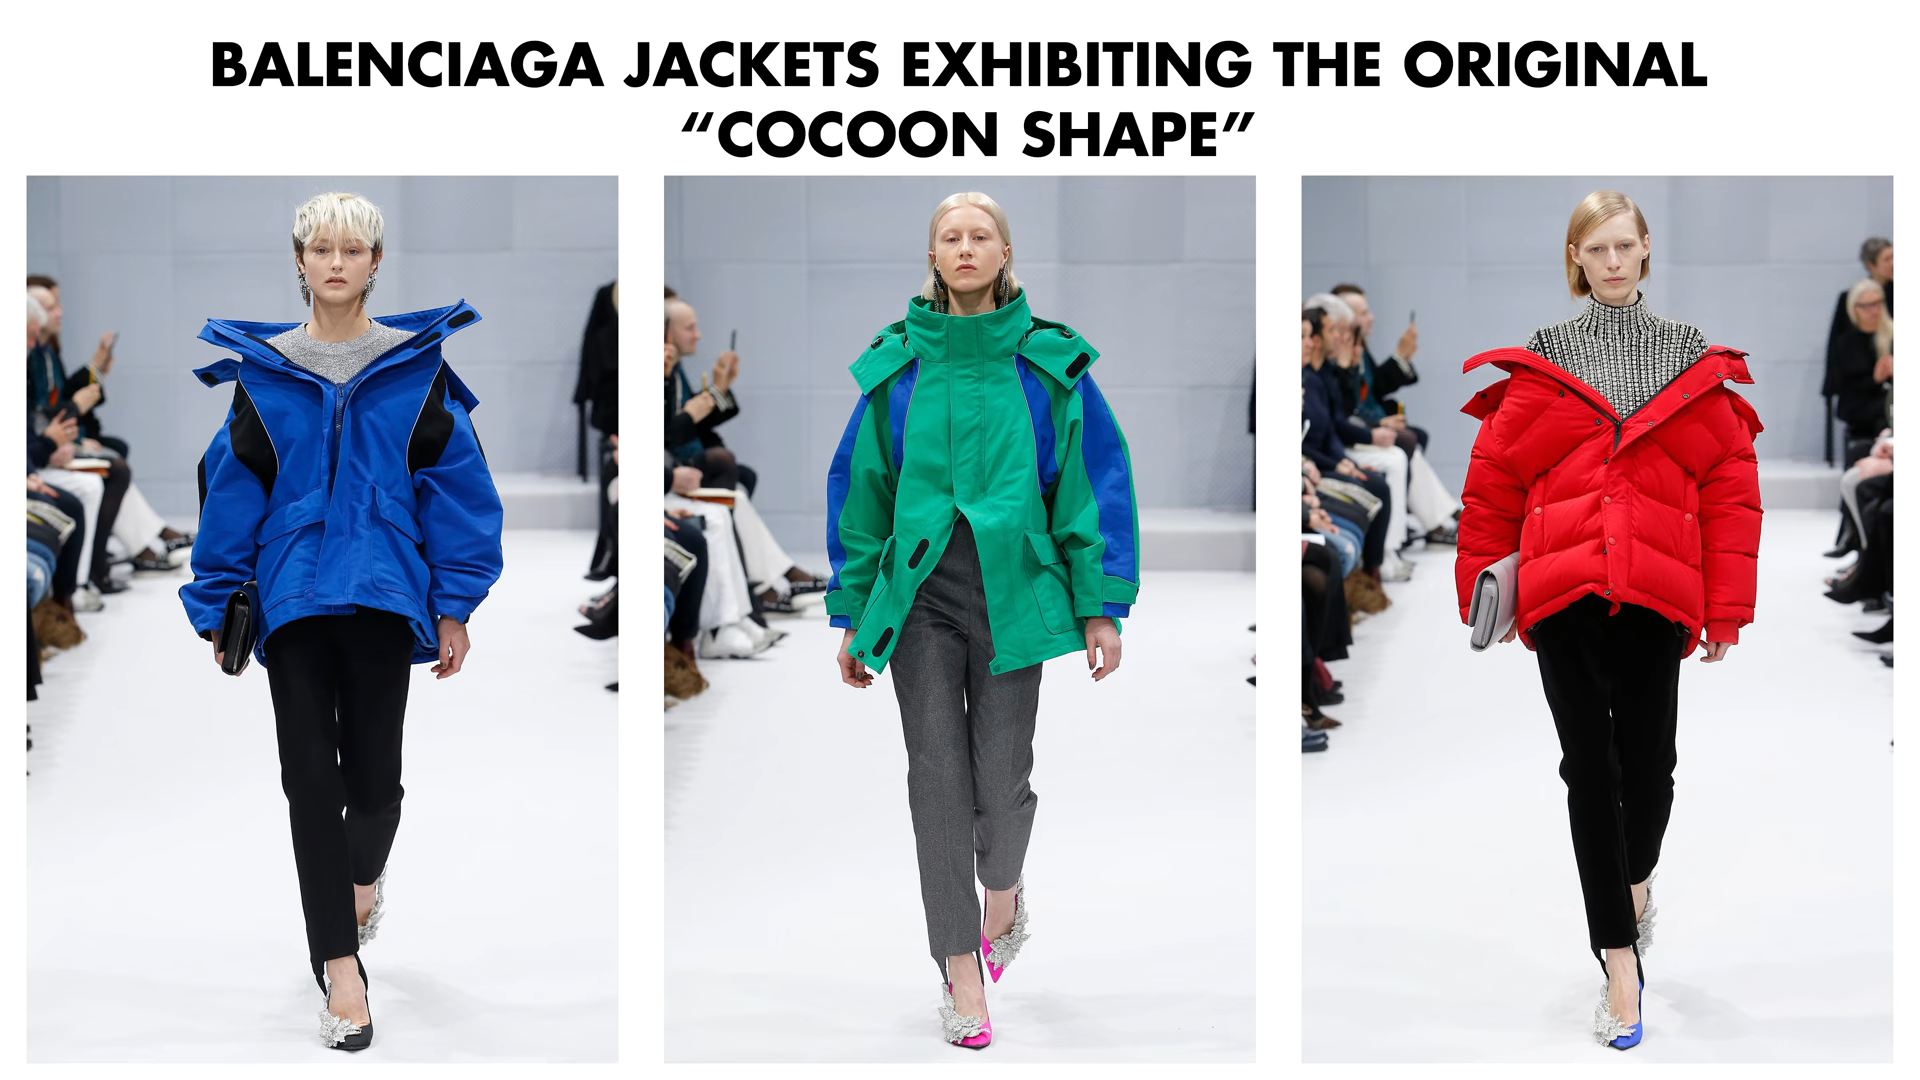 BALENCIAGA JACKETS EXHIBITING THE ORIGINAL
“COCOON SHAPE”